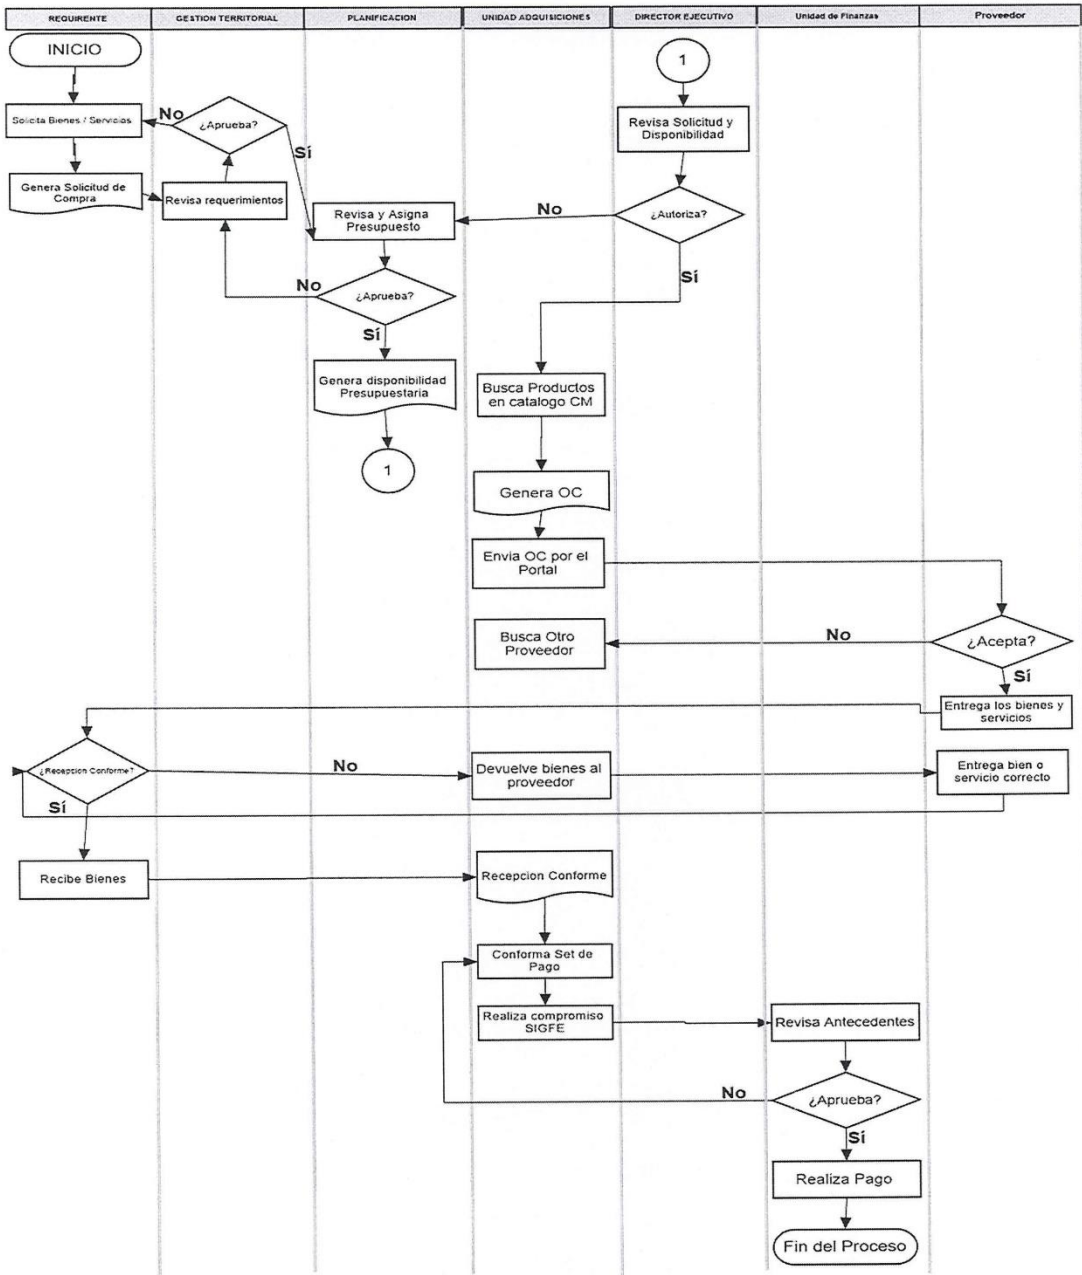 REQUIRENTE
GESTION TERRITORIAL
PLANIFICACION
UNIDAD ADQUISICIONES
DIRECTOR EJECUTIVO
Unidad de Finanzas
Proveedor
INICIO
1
Solicita Bienes / Servicios
No
¿Aprueba?
Sí
Revisa Solicitud y
Disponibilidad
Genera Solicitud de
Compra
Revisa requerimientos
Revisa y Asigna
Presupuesto
No
¿Autoriza?
Sí
No
¿Aprueba?
Sí
Genera disponibilidad
Presupuestaria
1
Busca Productos
en catalogo CM
Genera OC
Envia OC por el
Portal
Busca Otro
Proveedor
No
¿Acepta?
Sí
Entrega los bienes y
servicios
¿Recepcion Conforme?
No
Sí
Devuelve bienes al
proveedor
Entrega bien o
servicio correcto
Recibe Bienes
Recepcion Conforme
Conforma Set de
Pago
Realiza compromiso
SIGFE
Revisa Antecedentes
No
¿Aprueba?
Sí
Realiza Pago
Fin del Proceso